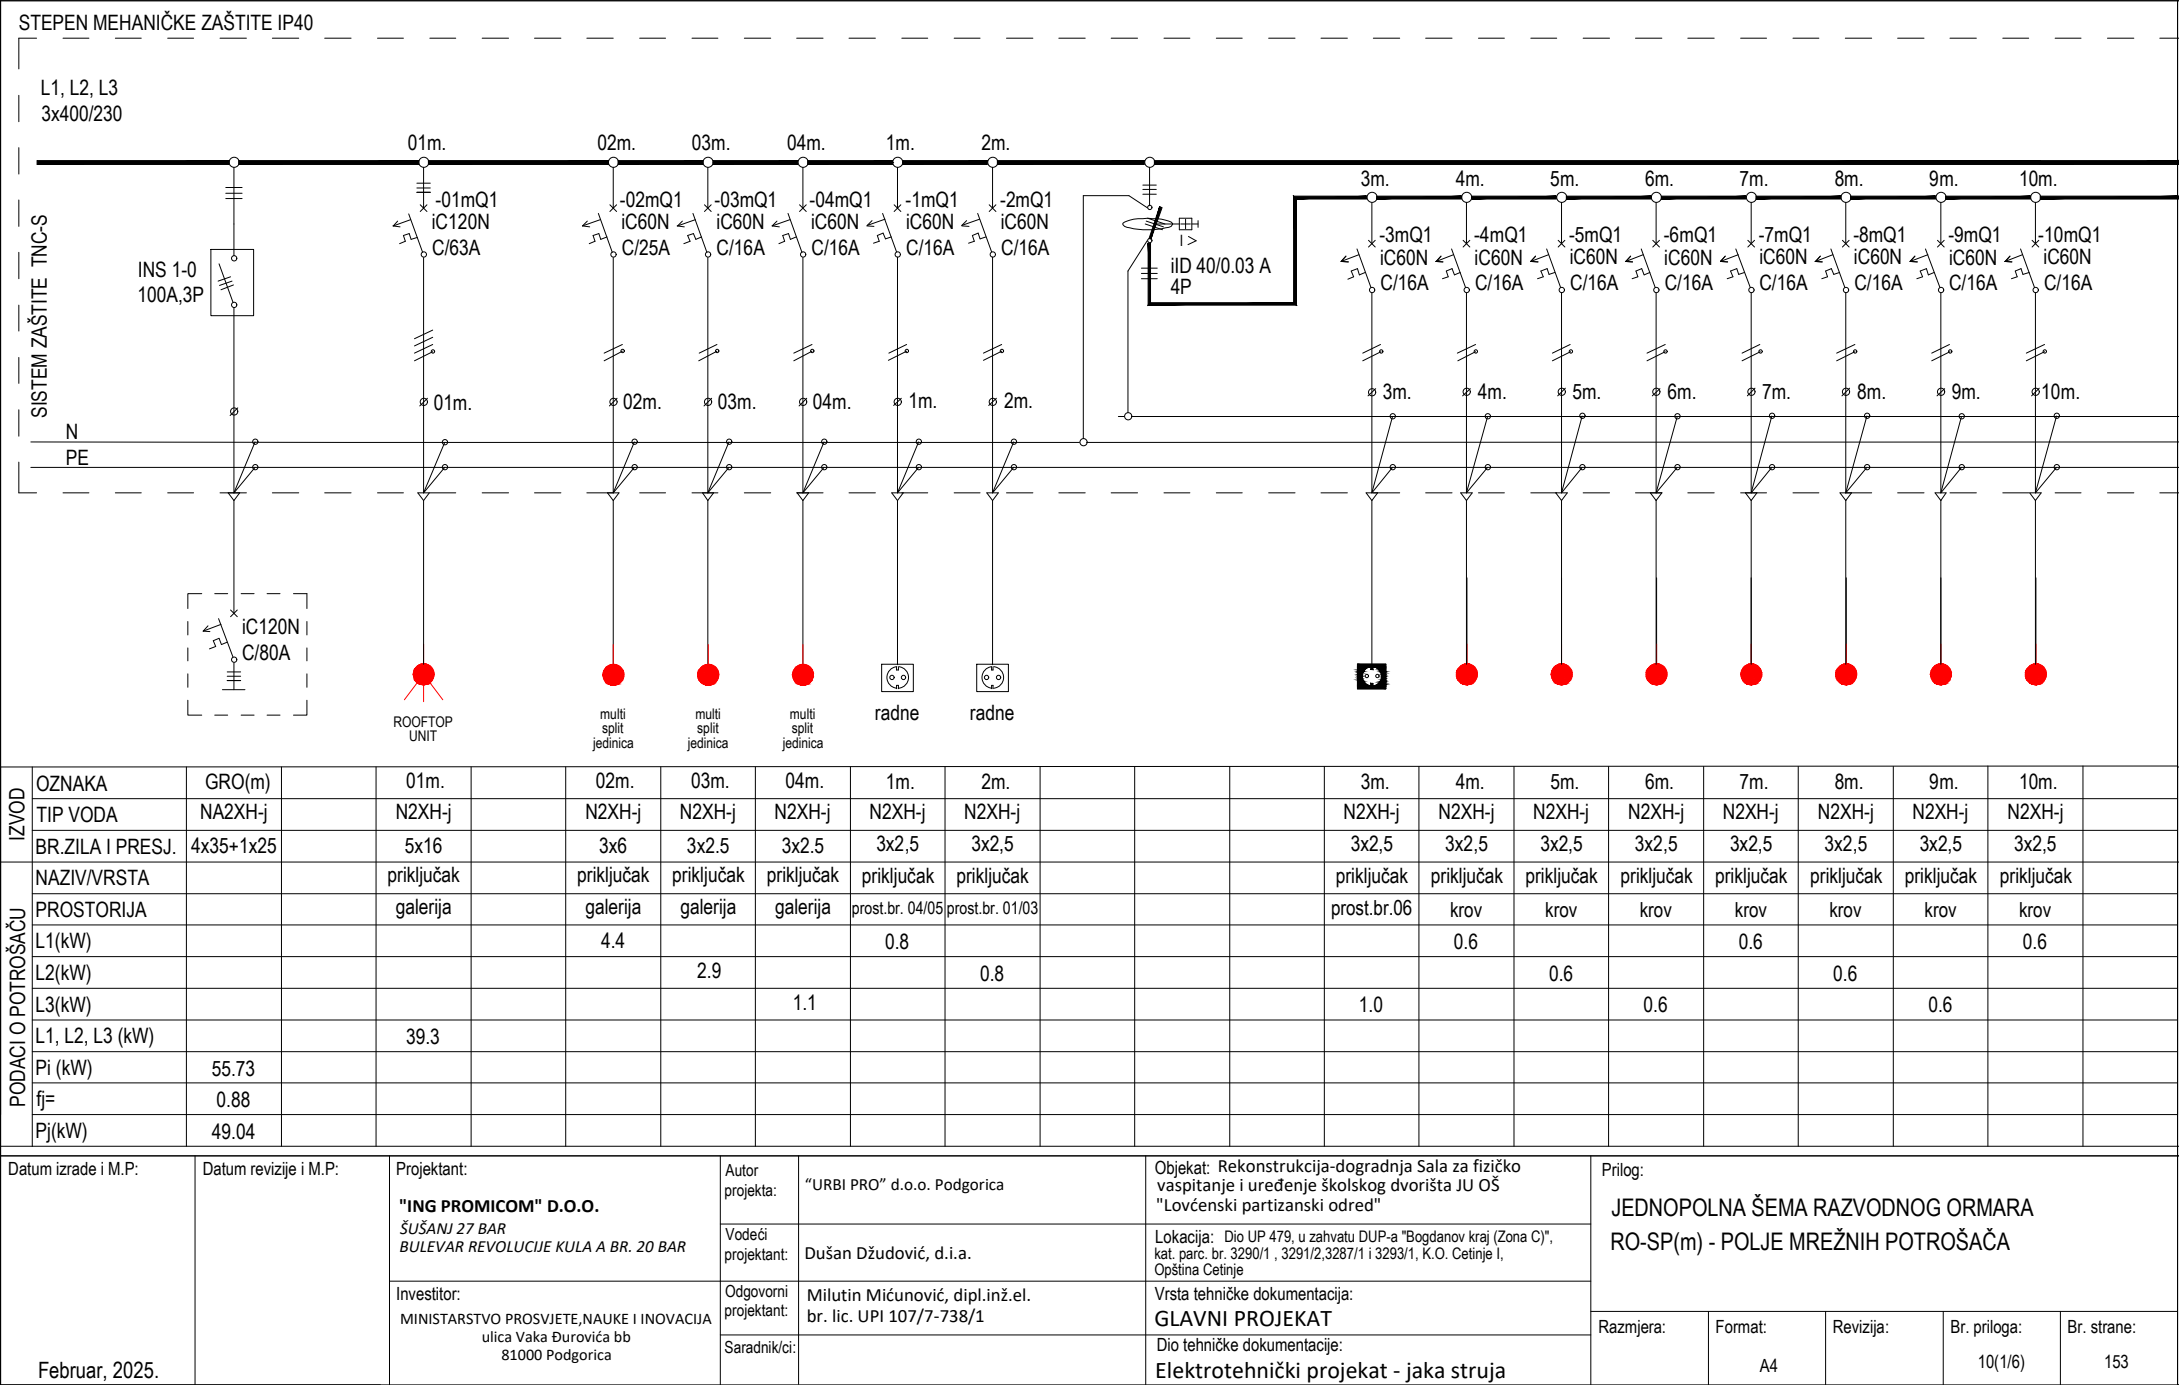 STEPEN MEHANIČKE ZAŠTITE IP40
L1, L2, L3
3x400/230
SISTEM ZAŠTITE TNC-S
01m. 02m. 03m. 04m. 1m. 2m.
3m. 4m. 5m. 6m. 7m. 8m. 9m. 10m.
-01mQ1
iC120N
C/63A
-02mQ1
iC60N
C/25A
-03mQ1
iC60N
C/16A
-04mQ1
iC60N
C/16A
-1mQ1
iC60N
C/16A
-2mQ1
iC60N
C/16A
I >
iID 40/0.03 A
4P
-3mQ1
iC60N
C/16A
-4mQ1
iC60N
C/16A
-5mQ1
iC60N
C/16A
-6mQ1
iC60N
C/16A
-7mQ1
iC60N
C/16A
-8mQ1
iC60N
C/16A
-9mQ1
iC60N
C/16A
-10mQ1
iC60N
C/16A
INS 1-0
100A,3P
01m. 02m. 03m. 04m. 1m. 2m. 3m. 4m. 5m. 6m. 7m. 8m. 9m. 10m.
N
PE
iC120N
C/80A
ROOFTOP
UNIT
multi
split
jedinica
multi
split
jedinica
multi
split
jedinica
radne
radne
IZVOD
OZNAKA GRO(m) 01m. 02m. 03m. 04m. 1m. 2m. 3m. 4m. 5m. 6m. 7m. 8m. 9m. 10m.
TIP VODA NA2XH-j N2XH-j N2XH-j N2XH-j N2XH-j N2XH-j N2XH-j N2XH-j N2XH-j N2XH-j N2XH-j N2XH-j N2XH-j N2XH-j N2XH-j
BR.ZILA I PRESJ. 4x35+1x25 5x16 3x6 3x2.5 3x2.5 3x2,5 3x2,5 3x2,5 3x2,5 3x2,5 3x2,5 3x2,5 3x2,5 3x2,5 3x2,5
PODACI O POTROŠAČU
NAZIV/VRSTA priključak priključak priključak priključak priključak priključak priključak priključak priključak priključak priključak priključak priključak priključak
PROSTORIJA galerija galerija galerija galerija prost.br. 04/05 prost.br. 01/03 prost.br.06 krov krov krov krov krov krov krov
L1(kW) 4.4 0.8 0.6 0.6 0.6
L2(kW) 2.9 0.8 0.6 0.6
L3(kW) 1.1 1.0 0.6 0.6
L1, L2, L3 (kW) 39.3
Pi (kW) 55.73
fj= 0.88
Pj(kW) 49.04
Datum izrade i M.P:
Februar, 2025.
Datum revizije i M.P:
Projektant:
"ING PROMICOM" D.O.O.
ŠUŠANJ 27 BAR
BULEVAR REVOLUCIJE KULA A BR. 20 BAR
Investitor:
MINISTARSTVO PROSVJETE,NAUKE I INOVACIJA
ulica Vaka Đurovića bb
81000 Podgorica
Autor
projekta:
“URBI PRO” d.o.o. Podgorica
Vodeći
projektant:
Dušan Džudović, d.i.a.
Odgovorni
projektant:
Milutin Mićunović, dipl.inž.el.
br. lic. UPI 107/7-738/1
Saradnik/ci:
Objekat: Rekonstrukcija-dogradnja Sala za fizičko
vaspitanje i uređenje školskog dvorišta JU OŠ
"Lovćenski partizanski odred"
Lokacija: Dio UP 479, u zahvatu DUP-a "Bogdanov kraj (Zona C)",
kat. parc. br. 3290/1 , 3291/2,3287/1 i 3293/1, K.O. Cetinje I,
Opština Cetinje
Vrsta tehničke dokumentacija:
GLAVNI PROJEKAT
Dio tehničke dokumentacije:
Elektrotehnički projekat - jaka struja
Prilog:
JEDNOPOLNA ŠEMA RAZVODNOG ORMARA
RO-SP(m) - POLJE MREŽNIH POTROŠAČA
Razmjera:
Format:
A4
Revizija:
Br. priloga:
10(1/6)
Br. strane:
153